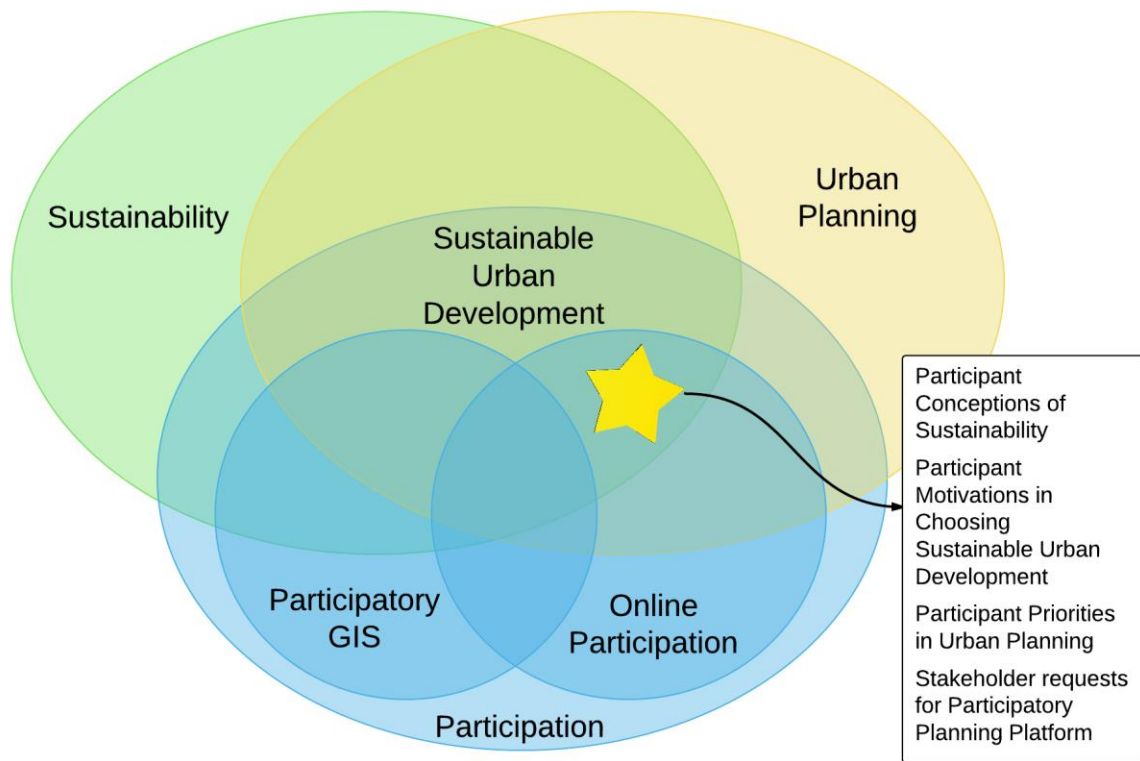 Sustainability
Urban
Planning
Sustainable
Urban
Development
Participant
Conceptions of
Sustainability
Participant
Motivations in
Choosing
Sustainable Urban
Development
Participant Priorities
in Urban Planning
Stakeholder requests
for Participatory
Planning Platform
Participatory
GIS
Online
Participation
Participation